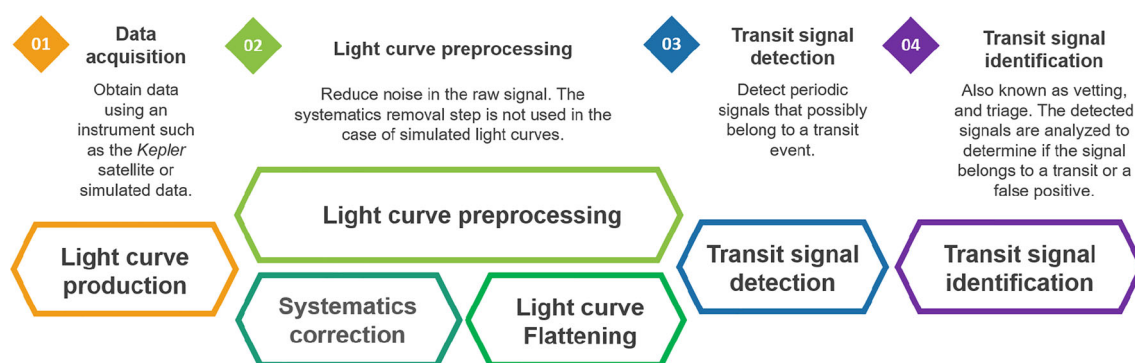 01
Data
acquisition
Obtain data
using an
instrument such
as the Kepler
satellite or
simulated data.
Light curve
production
02
Light curve preprocessing
Reduce noise in the raw signal. The
systematics removal step is not used in the
case of simulated light curves.
Light curve preprocessing
Systematics
correction
Light curve
Flattening
03
Transit signal
detection
Detect periodic
signals that possibly
belong to a transit
event.
Transit signal
detection
04
Transit signal
identification
Also known as vetting,
and triage. The detected
signals are analyzed to
determine if the signal
belongs to a transit or a
false positive.
Transit signal
identification